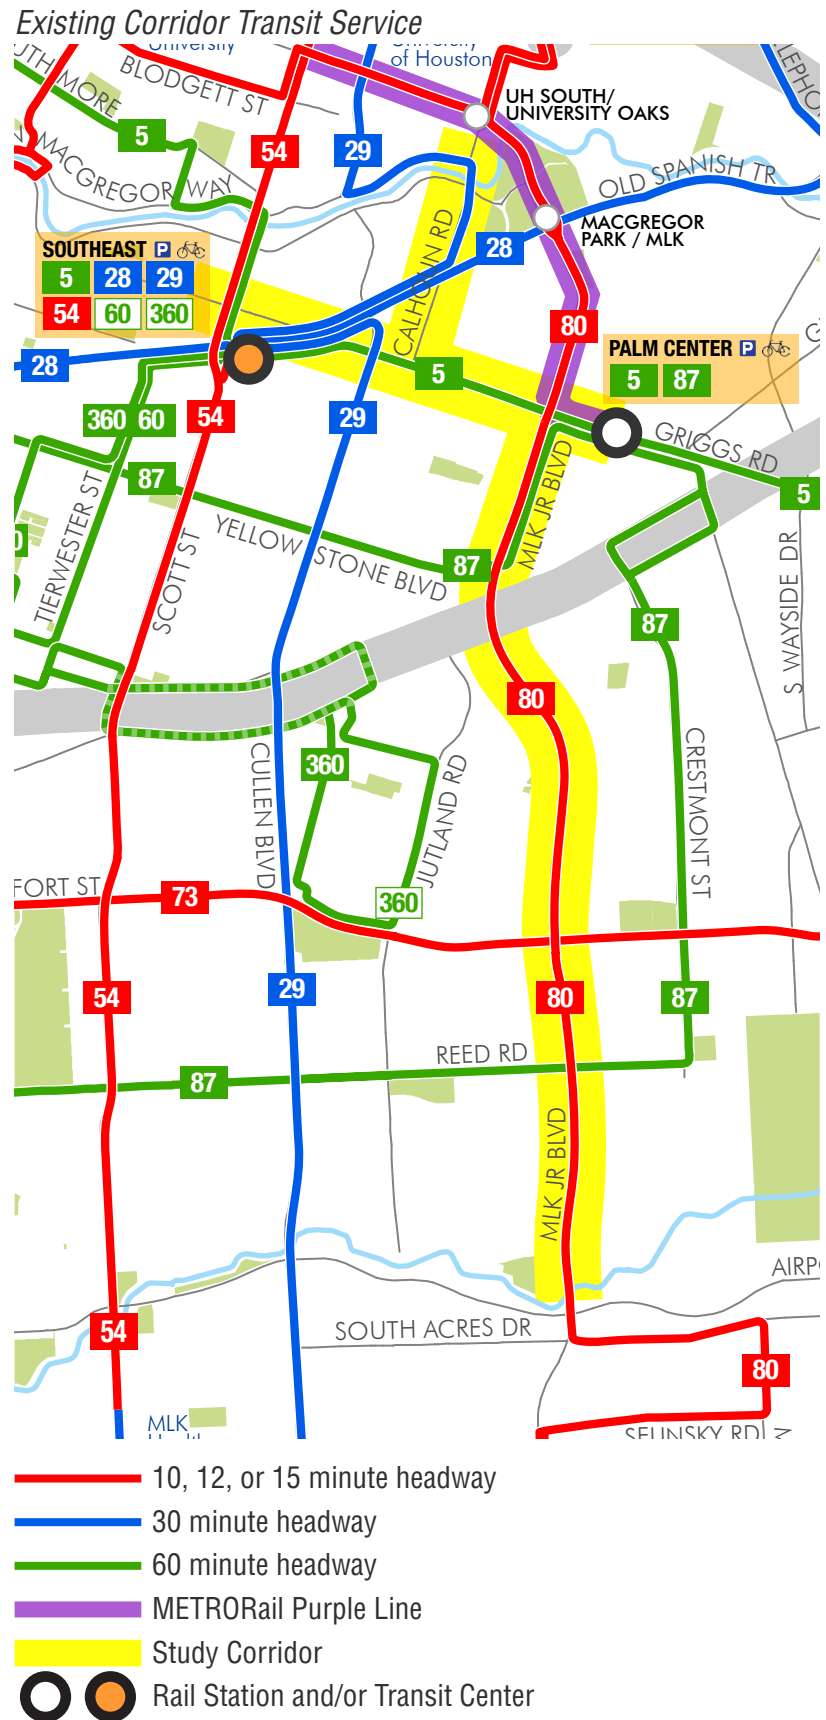 Existing Corridor Transit Service
University
of Houston
BLODGETT ST
UH SOUTH/
UNIVERSITY OAKS
5
54
29
MACGREGOR WAY
OLD SPANISH TR
MACGREGOR
PARK / MLK
CALHOUN RD
28
SOUTHEAST P
5 28 29
54 60 360
80
PALM CENTER P
5 87
28
5
360 60
54
29
GRIGGS RD
87
5
MLK JR BLVD
TIERWESTER ST
SCOTT ST
YELLOW STONE BLVD
87
S WAYSIDE DR
87
80
360
CULLEN BLVD
JUTLAND RD
CRESTMONT ST
FORT ST
73
360
54
29
80
87
REED RD
87
MLK JR BLVD
SOUTH ACRES DR
54
80
MLK
SELINSKY RD
10, 12, or 15 minute headway
30 minute headway
60 minute headway
METRORail Purple Line
Study Corridor
Rail Station and/or Transit Center